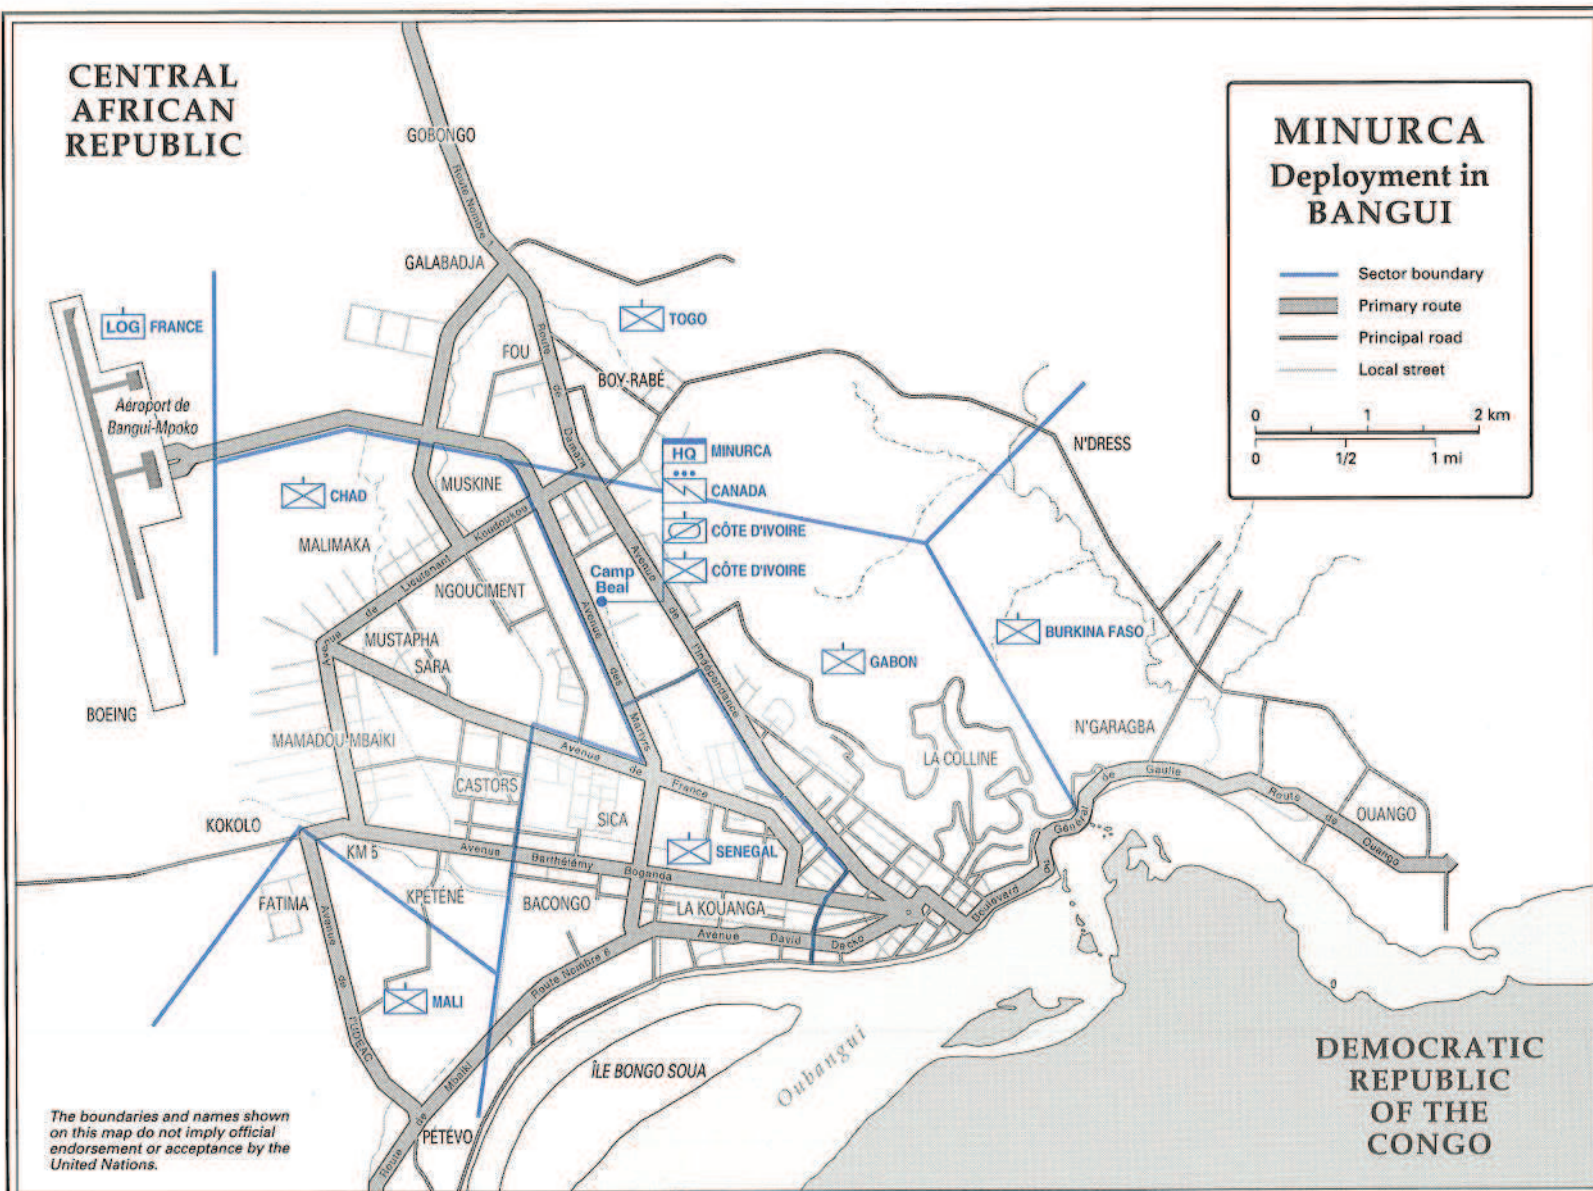 CENTRAL
AFRICAN
REPUBLIC
MINURCA
Deployment in
BANGUI
Sector boundary
Primary route
Principal road
Local street
0 1 2 km
0 1/2 1 mi
GOBONGO
Route Nombre 1
GALABADJA
LOG FRANCE
TOGO
FOU
Route de Damara
BOY-RABÉ
Aéroport de
Bangui-Mpoko
N'DRESS
HQ MINURCA
CANADA
CÔTE D'IVOIRE
CÔTE D'IVOIRE
CHAD
MUSKINE
MALIMAKA
Avenue de Lieutenant Koudoukou
NGOUCIMENT
Camp
Beal
Avenue des Martyrs
Avenue de l'Indépendance
MUSTAPHA
SARA
BURKINA FASO
GABON
BOEING
MAMADOU-MBAÏKI
N'GARAGBA
LA COLLINE
Avenue de France
CASTORS
SICA
Boulevard du Général de Gaulle
Route de Ouango
OUANGO
KOKOLO
KM 5
Avenue Barthélémy Boganda
SENEGAL
FATIMA
KPÉTÈNÈ
BACONGO
LA KOUANGA
Avenue David Dacko
Avenue de l'UDEAC
Route Nombre 6
MALI
Route de Mbaïki
PÉTÉVO
ÎLE BONGO SOUA
Oubangui
DEMOCRATIC
REPUBLIC
OF THE
CONGO
The boundaries and names shown
on this map do not imply official
endorsement or acceptance by the
United Nations.